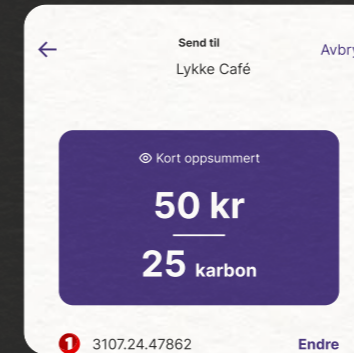 Send til
Lykke Café
Kort oppsummert
50 kr
25 karbon
1 3107.24.47862
Endre